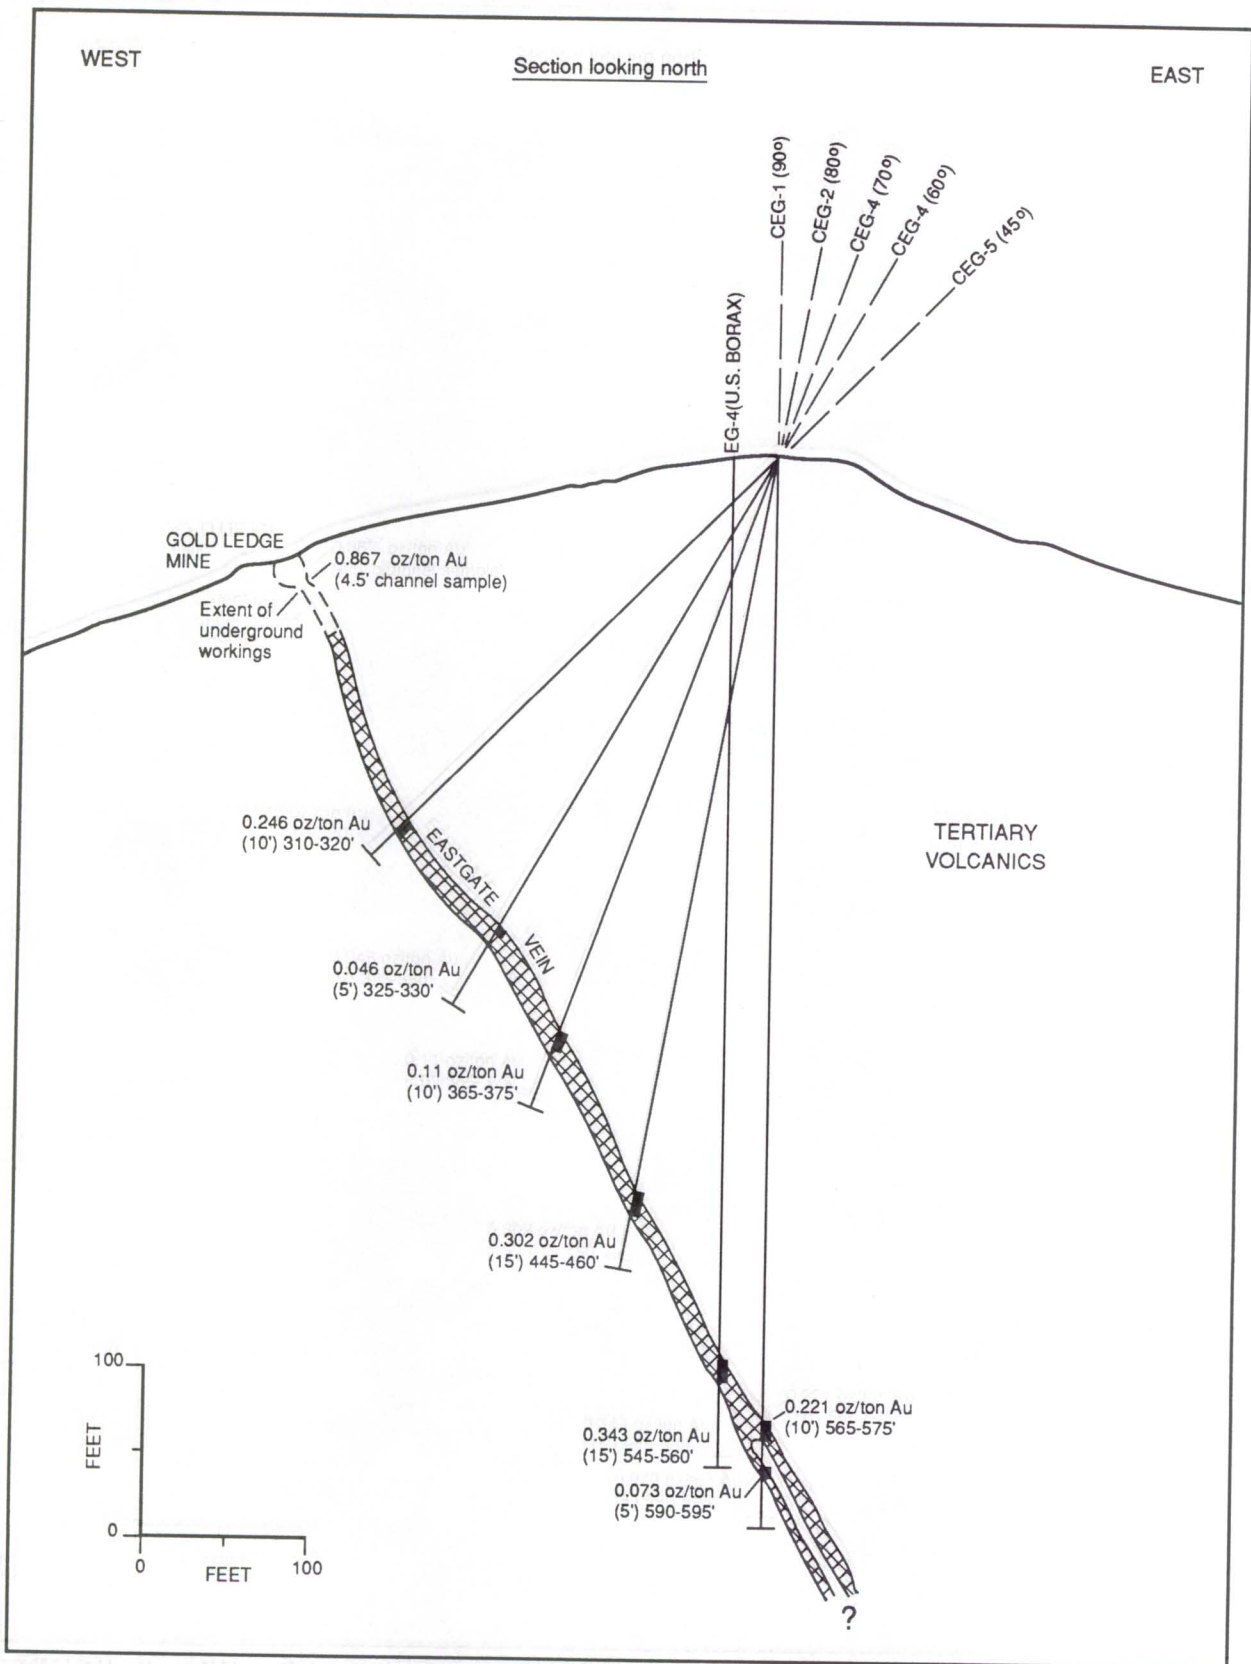 WEST
Section looking north
EAST
CEG-1 (90°)
CEG-2 (80°)
CEG-4 (70°)
CEG-4 (60°)
CEG-5 (45°)
EG-4(U.S. BORAX)
GOLD LEDGE
MINE
0.867 oz/ton Au
(4.5' channel sample)
Extent of
underground
workings
0.246 oz/ton Au
(10') 310-320'
EASTGATE
VEIN
TERTIARY
VOLCANICS
0.046 oz/ton Au
(5') 325-330'
0.11 oz/ton Au
(10') 365-375'
0.302 oz/ton Au
(15') 445-460'
0.221 oz/ton Au
(10') 565-575'
0.343 oz/ton Au
(15') 545-560'
0.073 oz/ton Au
(5') 590-595'
100
FEET
0
0
FEET
100
?